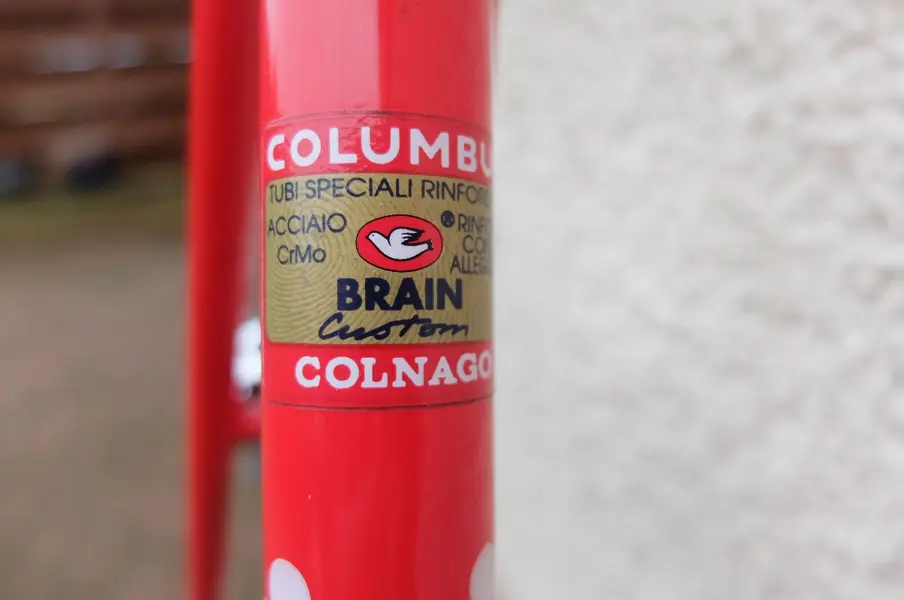 COLUMBU
TUBI SPECIALI RINFOR
ACCIAIO
CrMo
® RINF
CO
ALLEG
BRAIN
Custom
COLNAGO